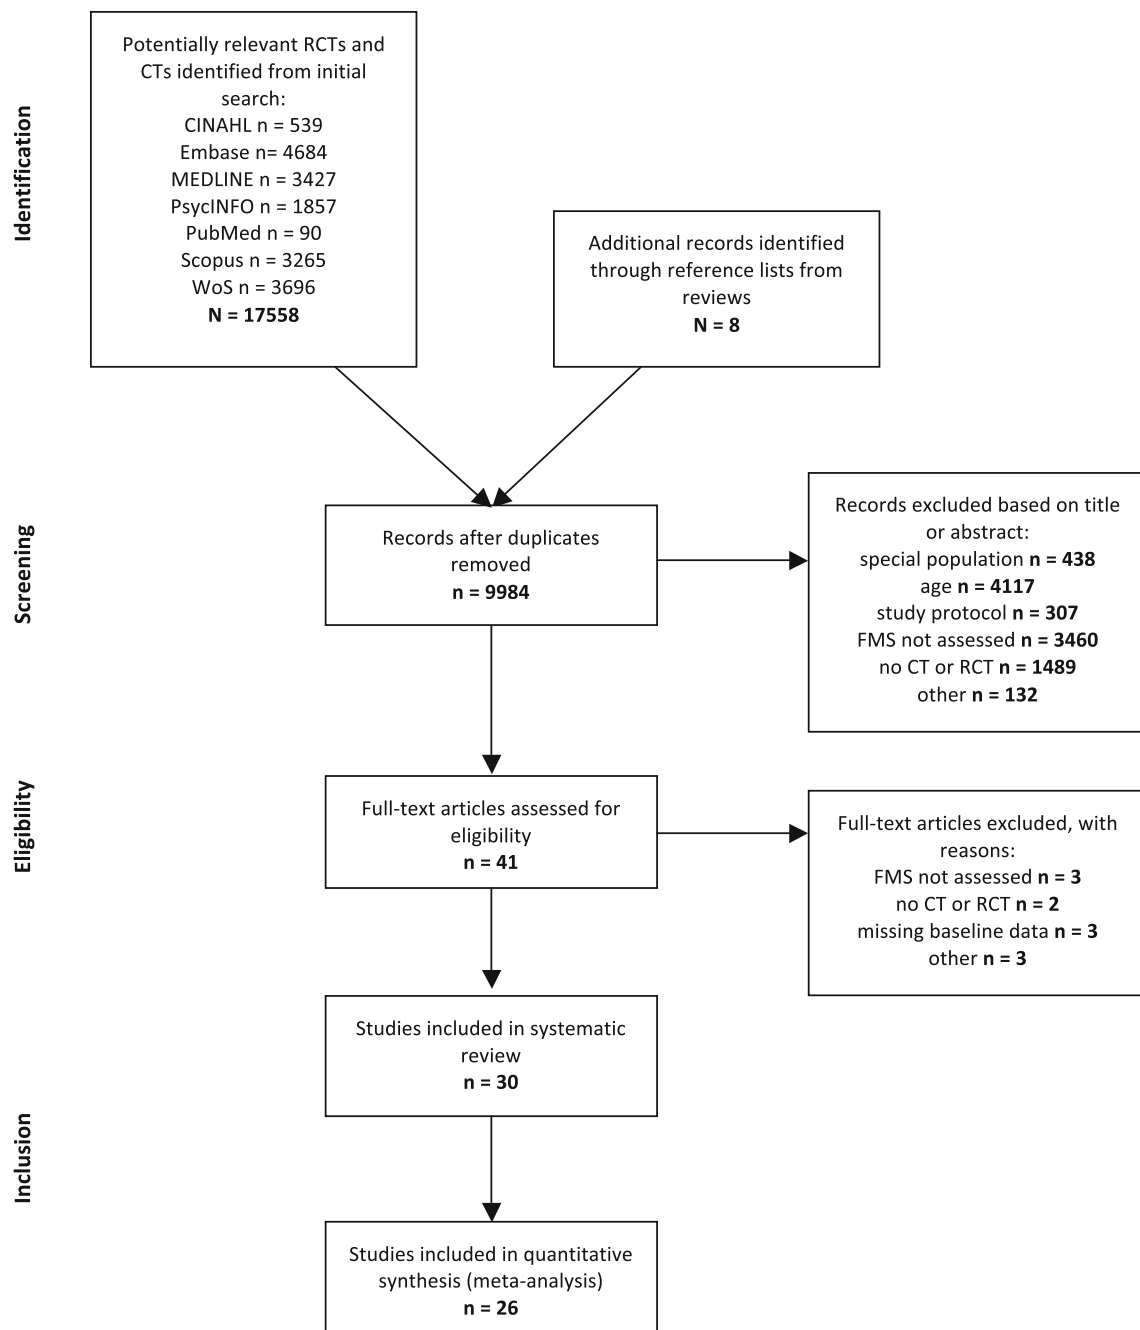 Identification
Potentially relevant RCTs and
CTs identified from initial
search:
CINAHL n = 539
Embase n= 4684
MEDLINE n = 3427
PsycINFO n = 1857
PubMed n = 90
Scopus n = 3265
WoS n = 3696
N = 17558
Additional records identified
through reference lists from
reviews
N = 8
Screening
Records after duplicates
removed
n = 9984
Records excluded based on title
or abstract:
special population n = 438
age n = 4117
study protocol n = 307
FMS not assessed n = 3460
no CT or RCT n = 1489
other n = 132
Eligibility
Full-text articles assessed for
eligibility
n = 41
Full-text articles excluded, with
reasons:
FMS not assessed n = 3
no CT or RCT n = 2
missing baseline data n = 3
other n = 3
Inclusion
Studies included in systematic
review
n = 30
Studies included in quantitative
synthesis (meta-analysis)
n = 26